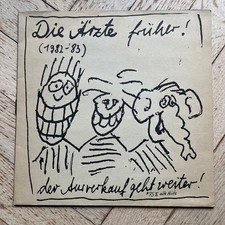 Die Ärzte früher!
(1982-'83)
der Ausverkauf geht weiter!